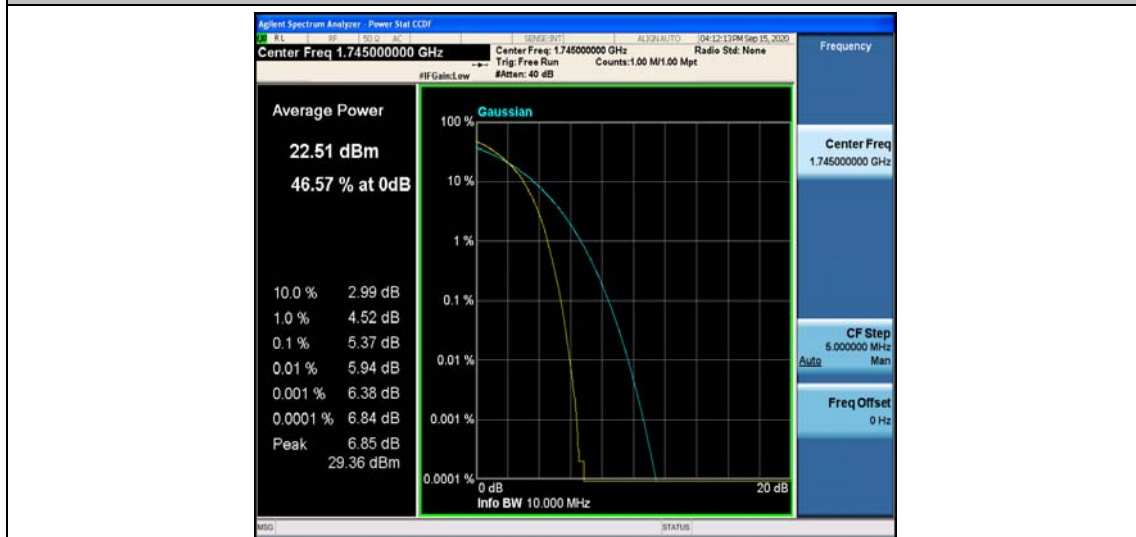 Agilent Spectrum Analyzer - Power Stat CCDF
RL RF 50 Ω AC SENSE:INT ALIGN AUTO 04:12:13 PM Sep 15, 2020
Center Freq 1.745000000 GHz
Center Freq: 1.745000000 GHz Radio Std: None
Trig: Free Run Counts:1.00 M/1.00 Mpt
#IFGain:Low #Atten: 40 dB
Frequency
Average Power
22.51 dBm
46.57 % at 0dB
10.0 % 2.99 dB
1.0 % 4.52 dB
0.1 % 5.37 dB
0.01 % 5.94 dB
0.001 % 6.38 dB
0.0001 % 6.84 dB
Peak 6.85 dB
29.36 dBm
Gaussian
100 %
10 %
1 %
0.1 %
0.01 %
0.001 %
0.0001 %
0 dB 20 dB
Info BW 10.000 MHz
Center Freq
1.745000000 GHz
CF Step
5.000000 MHz
Auto Man
Freq Offset
0 Hz
MSG STATUS